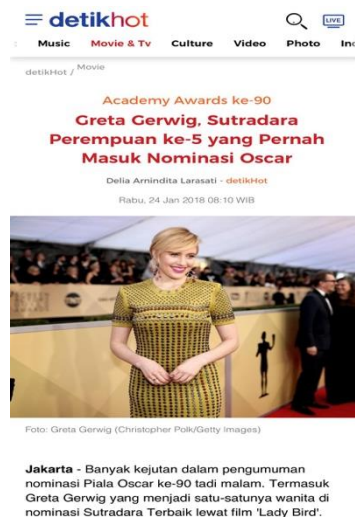 detikhot
LIVE
Music Movie & Tv Culture Video Photo In
detikHot / Movie
Academy Awards ke-90
Greta Gerwig, Sutradara
Perempuan ke-5 yang Pernah
Masuk Nominasi Oscar
Delia Arnindita Larasati - detikHot
Rabu, 24 Jan 2018 08:10 WIB
Foto: Greta Gerwig (Christopher Polk/Getty Images)
Jakarta - Banyak kejutan dalam pengumuman
nominasi Piala Oscar ke-90 tadi malam. Termasuk
Greta Gerwig yang menjadi satu-satunya wanita di
nominasi Sutradara Terbaik lewat film 'Lady Bird'.